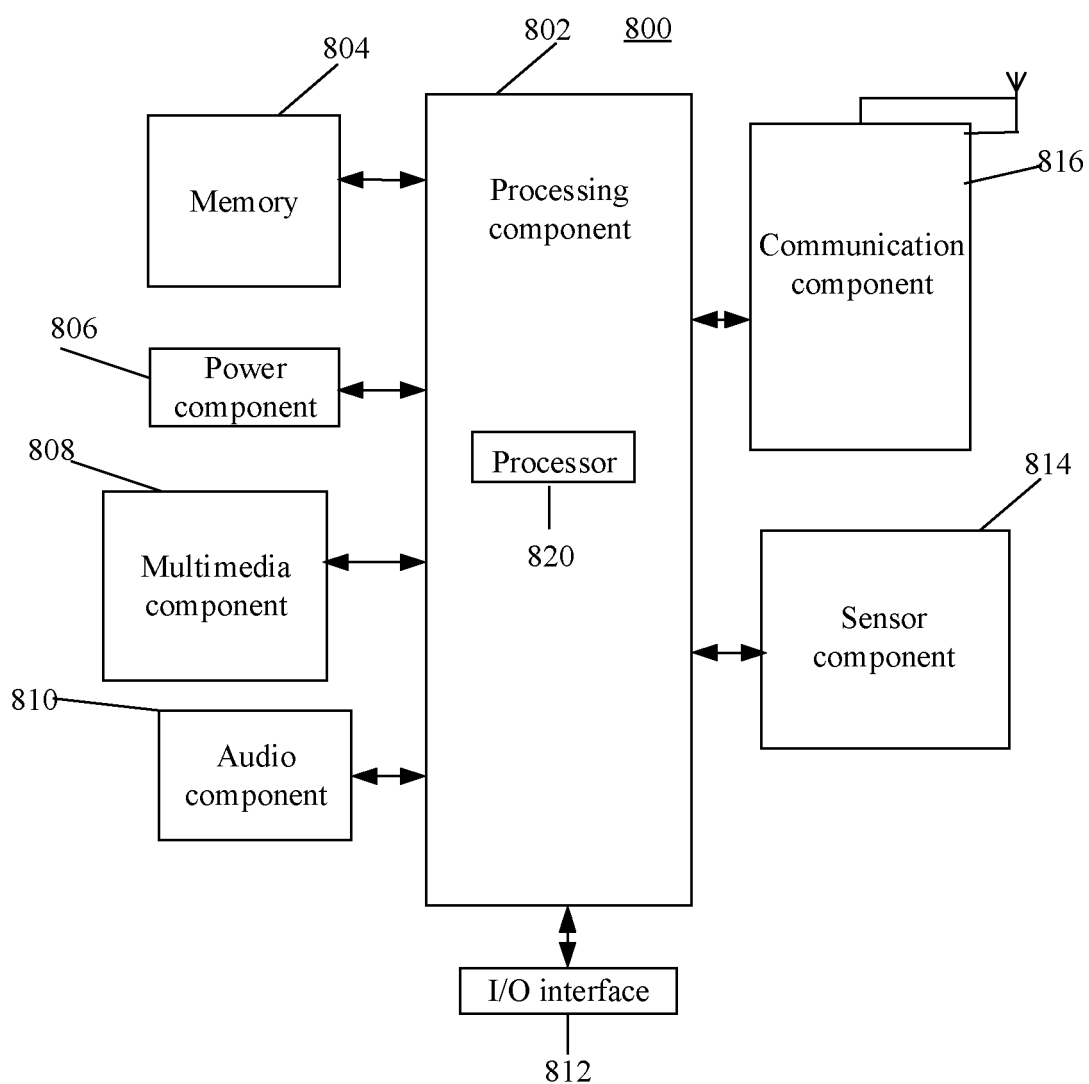 802
800
804
Memory
Processing
component
816
Communication
component
806
Power
component
808
Processor
814
Multimedia
component
820
Sensor
component
810
Audio
component
I/O interface
812